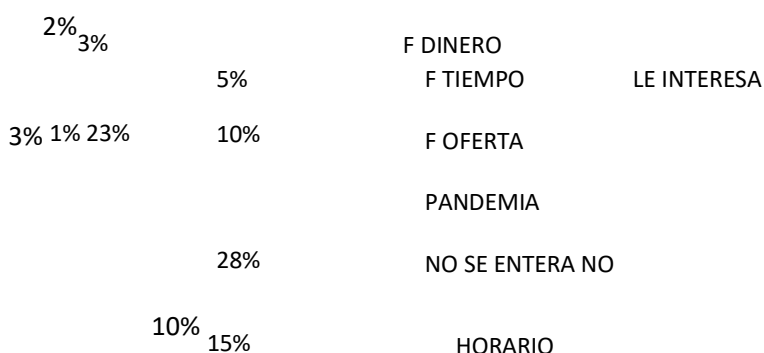 2%
3% F DINERO
5% F TIEMPO LE INTERESA
3% 1% 23% 10% F OFERTA
PANDEMIA
28% NO SE ENTERA NO
10%
15% HORARIO